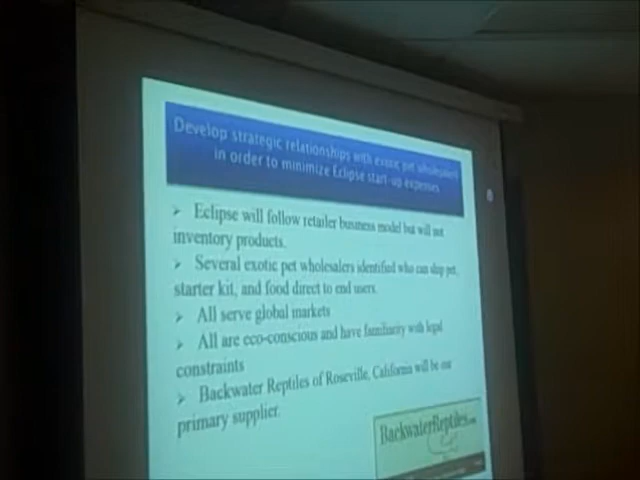 Develop strategic relationships with exotic pet wholesalers
in order to minimize Eclipse start-up expenses
➢ Eclipse will follow retailer business model but will not
inventory products.
➢ Several exotic pet wholesalers identified who can ship pet,
starter kit, and food direct to end users.
➢ All serve global markets
➢ All are eco-conscious and have familiarity with legal
constraints
➢ Backwater Reptiles of Roseville, California will be our
primary supplier.
BackwaterReptiles.com